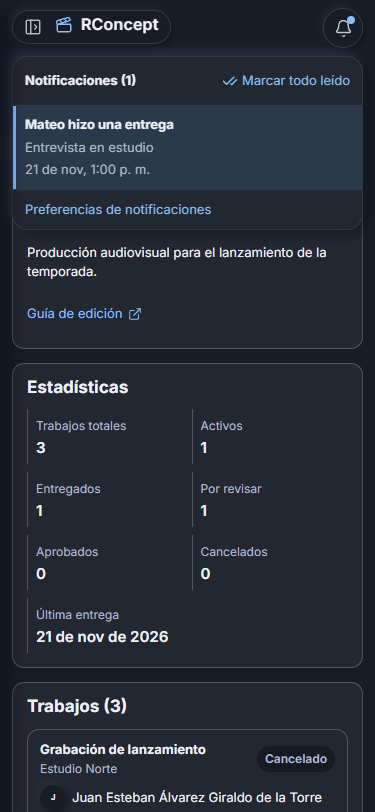 RConcept
Notificaciones (1)
Marcar todo leído
Mateo hizo una entrega
Entrevista en estudio
21 de nov, 1:00 p. m.
Preferencias de notificaciones
Producción audiovisual para el lanzamiento de la
temporada.
Guía de edición
Estadísticas
Trabajos totales
3
Activos
1
Entregados
1
Por revisar
1
Aprobados
0
Cancelados
0
Última entrega
21 de nov de 2026
Trabajos (3)
Grabación de lanzamiento
Estudio Norte
Cancelado
J
Juan Esteban Álvarez Giraldo de la Torre